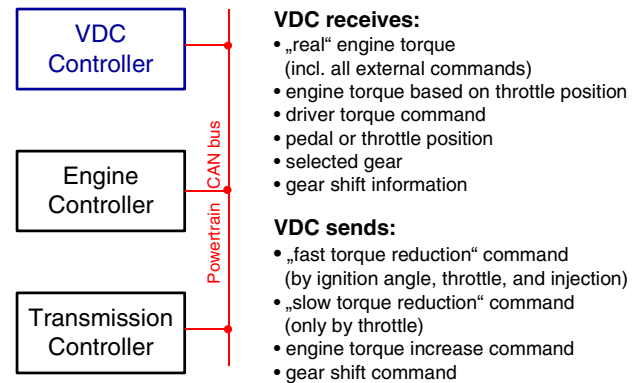 VDC
Controller
Engine
Controller
Transmission
Controller
Powertrain CAN bus
VDC receives:
• „real“ engine torque
(incl. all external commands)
• engine torque based on throttle position
• driver torque command
• pedal or throttle position
• selected gear
• gear shift information
VDC sends:
• „fast torque reduction“ command
(by ignition angle, throttle, and injection)
• „slow torque reduction“ command
(only by throttle)
• engine torque increase command
• gear shift command